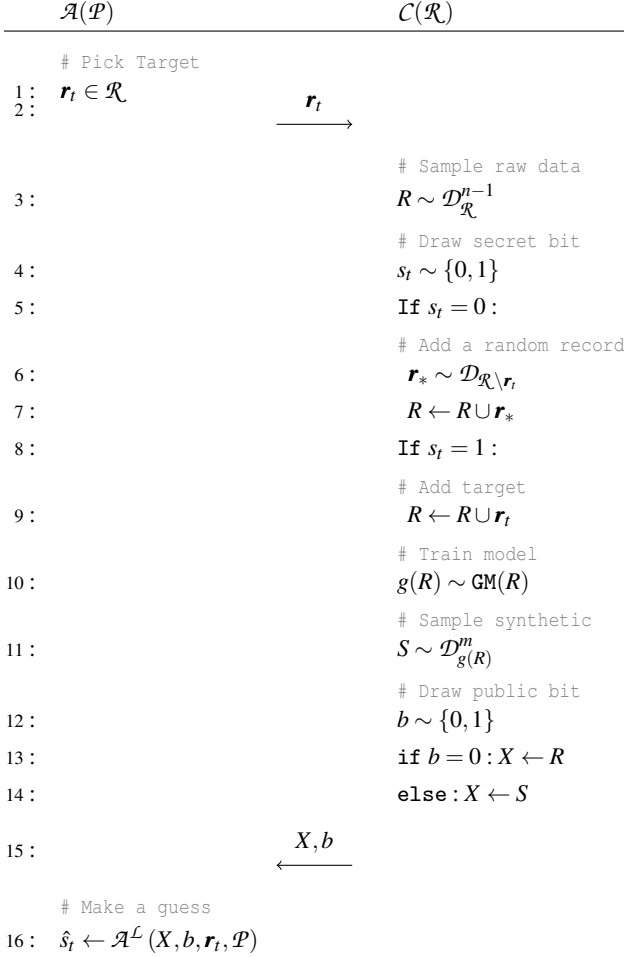 𝒜(𝒫) 𝒞(ℛ)
# Pick Target
1 : r_t ∈ ℛ
2 : r_t
# Sample raw data
3 : R ∼ 𝒟_ℛ^{n−1}
# Draw secret bit
4 : s_t ∼ {0,1}
5 : If s_t = 0 :
# Add a random record
6 : r_∗ ∼ 𝒟_{ℛ\r_t}
7 : R ← R ∪ r_∗
8 : If s_t = 1 :
# Add target
9 : R ← R ∪ r_t
# Train model
10 : g(R) ∼ GM(R)
# Sample synthetic
11 : S ∼ 𝒟_{g(R)}^m
# Draw public bit
12 : b ∼ {0,1}
13 : if b = 0 : X ← R
14 : else : X ← S
15 : X, b
# Make a guess
16 : ŝ_t ← 𝒜^ℒ (X, b, r_t, 𝒫)